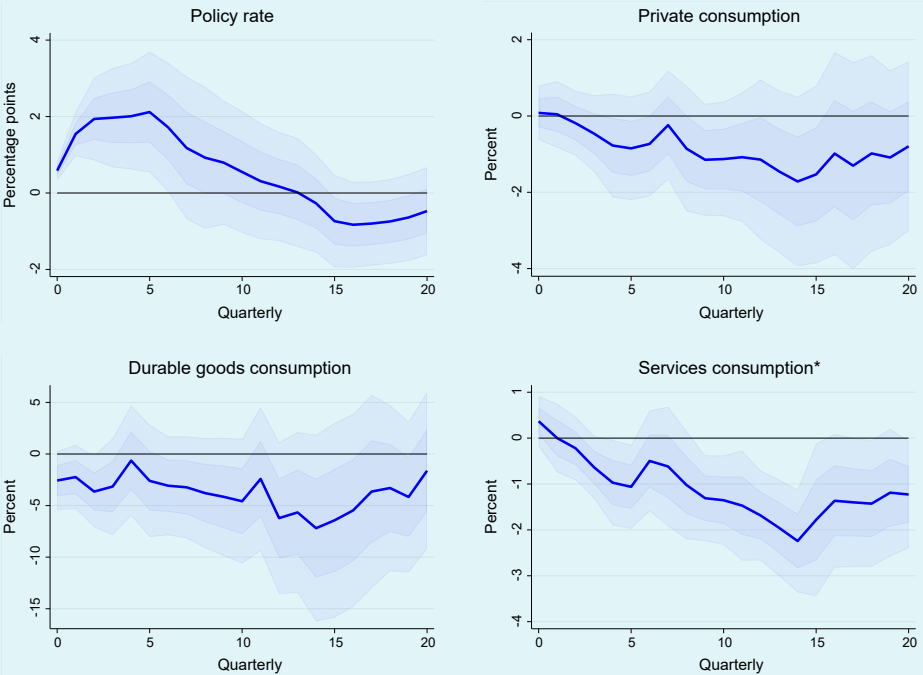 Policy rate
Percentage points
4
2
0
-2
0 5 10 15 20
Quarterly
Private consumption
Percent
2
0
-2
-4
0 5 10 15 20
Quarterly
Durable goods consumption
Percent
5
0
-5
-10
-15
0 5 10 15 20
Quarterly
Services consumption*
Percent
1
0
-1
-2
-3
-4
0 5 10 15 20
Quarterly